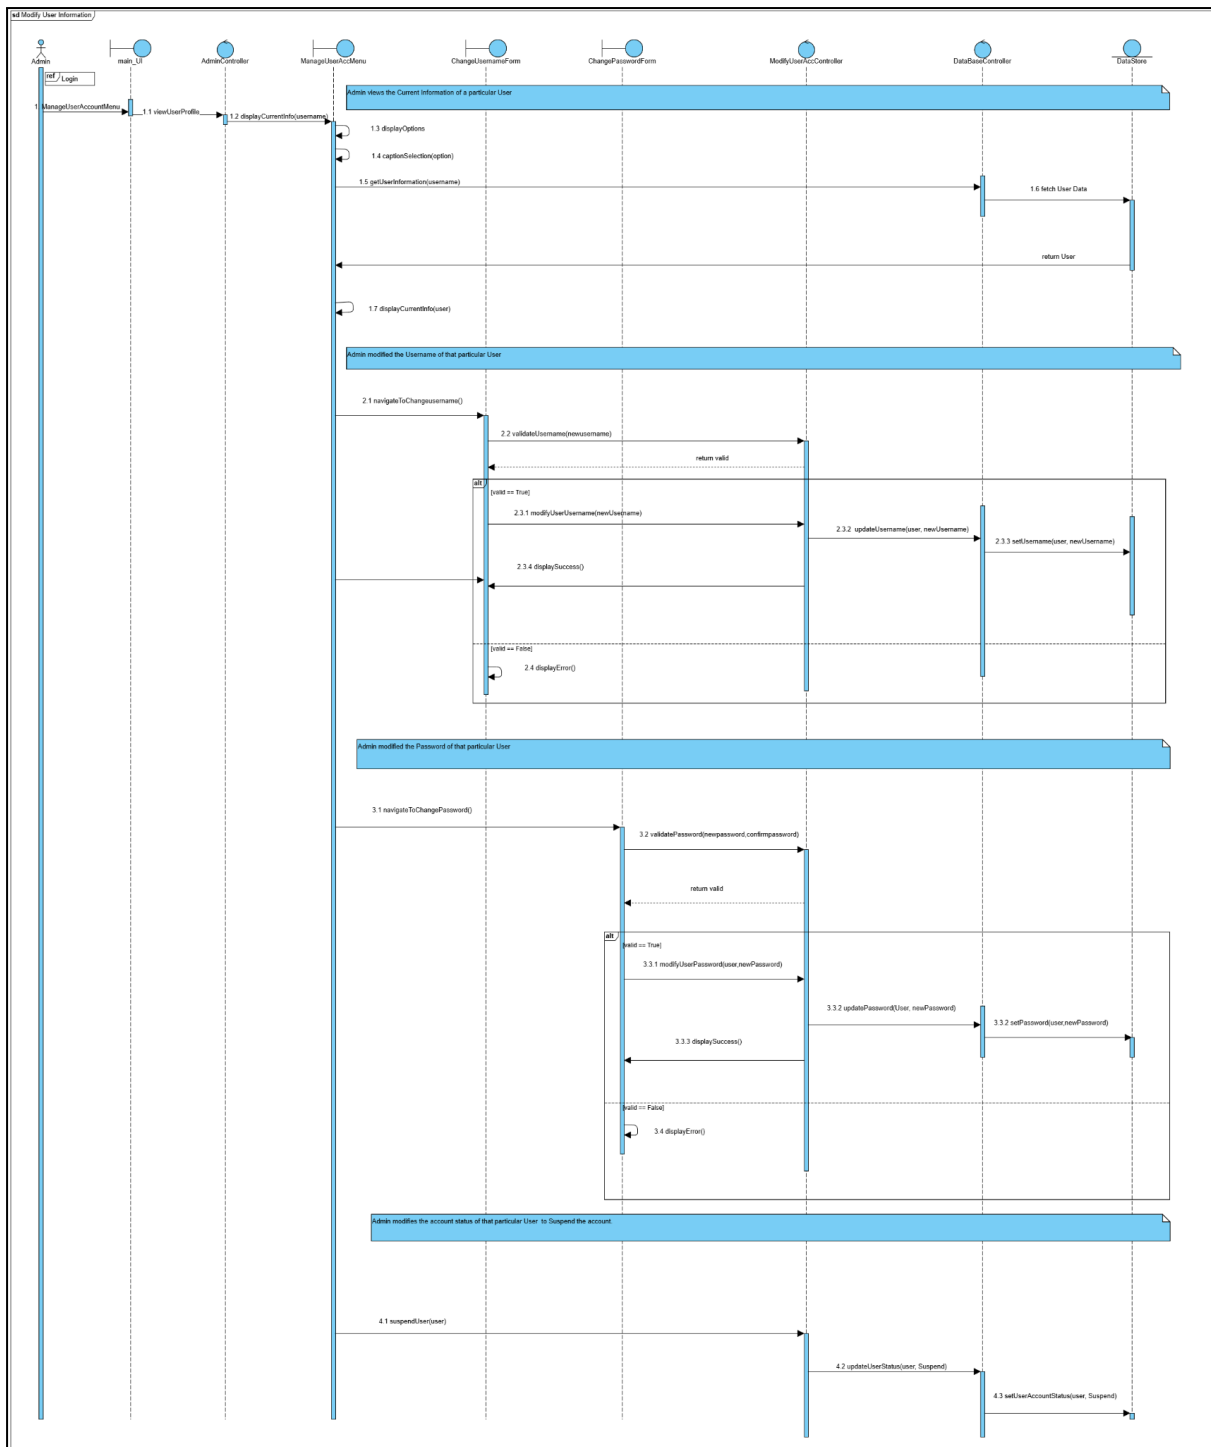 sd Modify User Information
Admin
main_UI
AdminController
ManageUserAccMenu
ChangeUsernameForm
ChangePasswordForm
ModifyUserAccController
DataBaseController
DataStore
ref Login
Admin views the Current Information of a particular User
1. ManageUserAccountMenu
1.1 viewUserProfile
1.2 displayCurrentInfo(username)
1.3 displayOptions
1.4 captionSelection(option)
1.5 getUserInformation(username)
1.6 fetch User Data
return User
1.7 displayCurrentInfo(user)
Admin modified the Username of that particular User
2.1 navigateToChangeusername()
2.2 validateUsername(newusername)
return valid
alt
[valid == True]
2.3.1 modifyUserUsername(newUsername)
2.3.2 updateUsername(user, newUsername)
2.3.3 setUsername(user, newUsername)
2.3.4 displaySuccess()
[valid == False]
2.4 displayError()
Admin modified the Password of that particular User
3.1 navigateToChangePassword()
3.2 validatePassword(newpassword,confirmpassword)
return valid
alt
[valid == True]
3.3.1 modifyUserPassword(user,newPassword)
3.3.2 updatePassword(User, newPassword)
3.3.2 setPassword(user,newPassword)
3.3.3 displaySuccess()
[valid == False]
3.4 displayError()
Admin modifies the account status of that particular User to Suspend the account.
4.1 suspendUser(user)
4.2 updateUserStatus(user, Suspend)
4.3 setUserAccountStatus(user, Suspend)